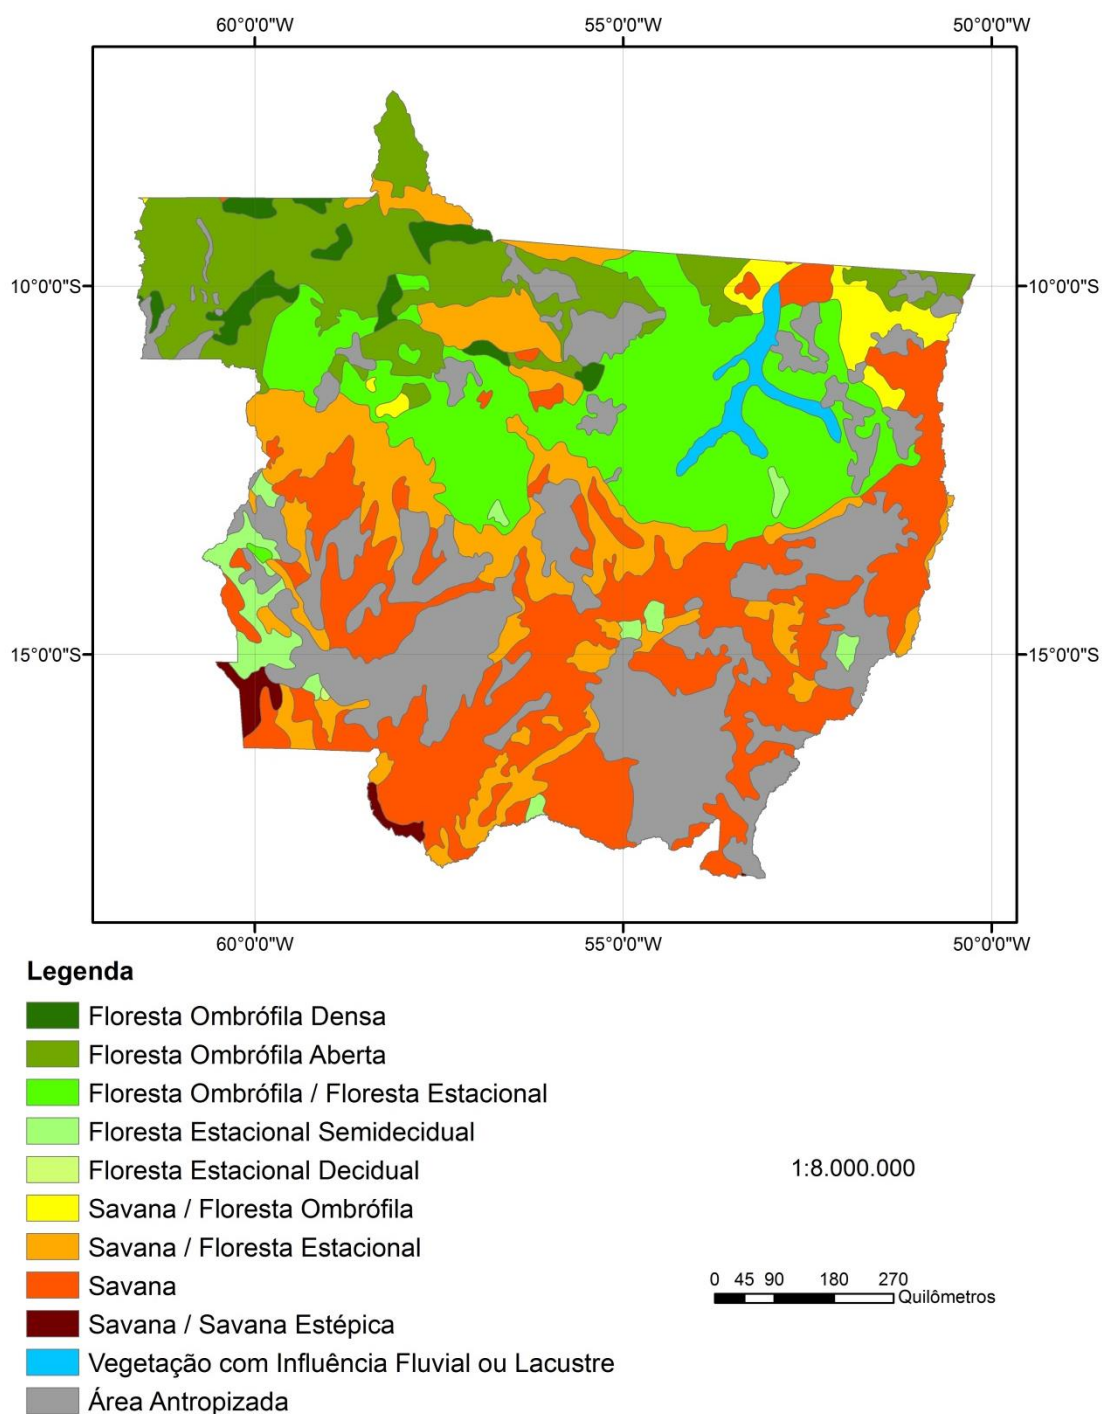 60°0'0"W 55°0'0"W 50°0'0"W
10°0'0"S 10°0'0"S
15°0'0"S 15°0'0"S
60°0'0"W 55°0'0"W 50°0'0"W
Legenda
Floresta Ombrófila Densa
Floresta Ombrófila Aberta
Floresta Ombrófila / Floresta Estacional
Floresta Estacional Semidecidual
Floresta Estacional Decidual
Savana / Floresta Ombrófila
Savana / Floresta Estacional
Savana
Savana / Savana Estépica
Vegetação com Influência Fluvial ou Lacustre
Área Antropizada
1:8.000.000
0 45 90 180 270
Quilômetros